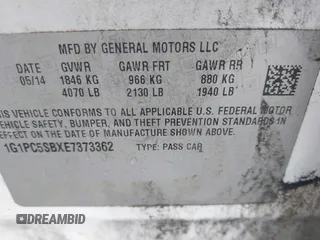 MFD BY GENERAL MOTORS LLC
DATE GVWR GAWR FRT GAWR RR
05/14 1846 KG 966 KG 880 KG
4070 LB 2130 LB 1940 LB
THIS VEHICLE CONFORMS TO ALL APPLICABLE U.S. FEDERAL MOTOR
VEHICLE SAFETY, BUMPER, AND THEFT PREVENTION STANDARDS IN
EFFECT ON THE DATE OF MANUFACTURE SHOWN ABOVE.
1G1PC5SBXE7373362 TYPE: PASS CAR
© DCARFAX